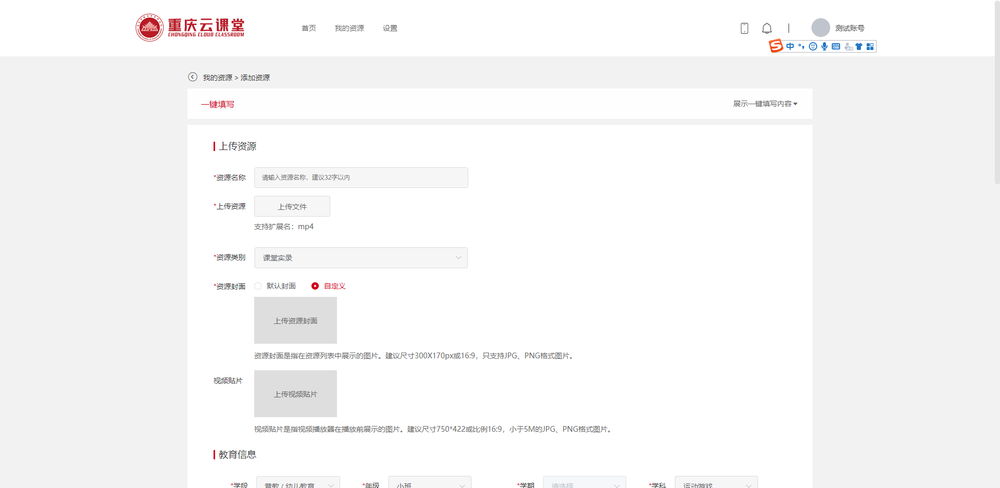 重庆云课堂
CHONGQING CLOUD CLASSROOM
首页 我的资源 设置
测试账号
中
我的资源 > 添加资源
一键填写
展示一键填写内容
上传资源
*资源名称 请输入资源名称，建议32字以内
*上传资源 上传文件
支持扩展名：mp4
*资源类别 课堂实录
*资源封面 默认封面 自定义
上传资源封面
资源封面是指在资源列表中展示的图片。建议尺寸300X170px或16:9，只支持JPG、PNG格式图片。
视频贴片
上传视频贴片
视频贴片是指视频播放器在播放前展示的图片。建议尺寸750*422或比例16:9，小于5M的JPG、PNG格式图片。
教育信息
*学段 普教 / 幼儿教育 *年级 小班 *学期 请选择 *学科 运动游戏